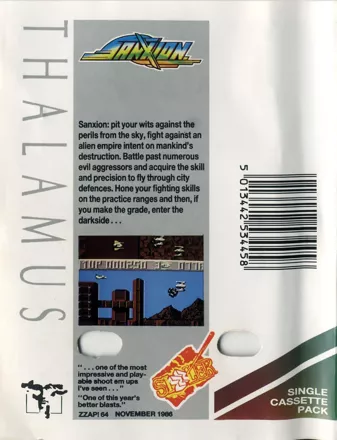 THALAMUS
SANXION
Sanxion: pit your wits against the
perils from the sky, fight against an
alien empire intent on mankind's
destruction. Battle past numerous
evil aggressors and acquire the skill
and precision to fly through city
defences. Hone your fighting skills
on the practice ranges and then, if
you make the grade, enter the
darkside . . .
5 013442 534458
1UP 000250
" . . . one of the most
impressive and play-
able shoot em ups
I've seen . . ."
"One of this year's
better blasts."
ZZAP! 64 NOVEMBER 1986
SIZZLER
SINGLE
CASSETTE
PACK